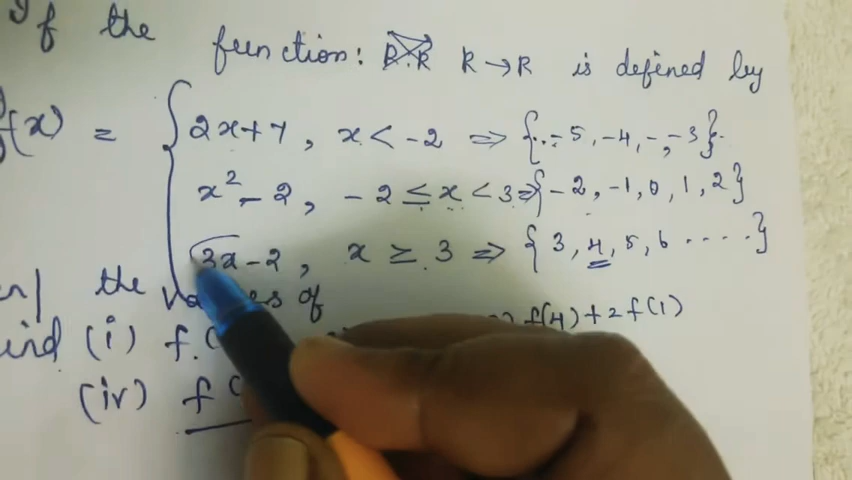 If the function: R→R is defined by
f(x) = { 2x+7, x < -2 ⇒ {..-5, -4, -, -3}
x² - 2, -2 ≤ x < 3 ⇒ {-2, -1, 0, 1, 2}
3x-2, x ≥ 3 ⇒ {3, 4, 5, 6 .....}
the values of
ind (i) f( f(4)+2f(1)
(iv) f(